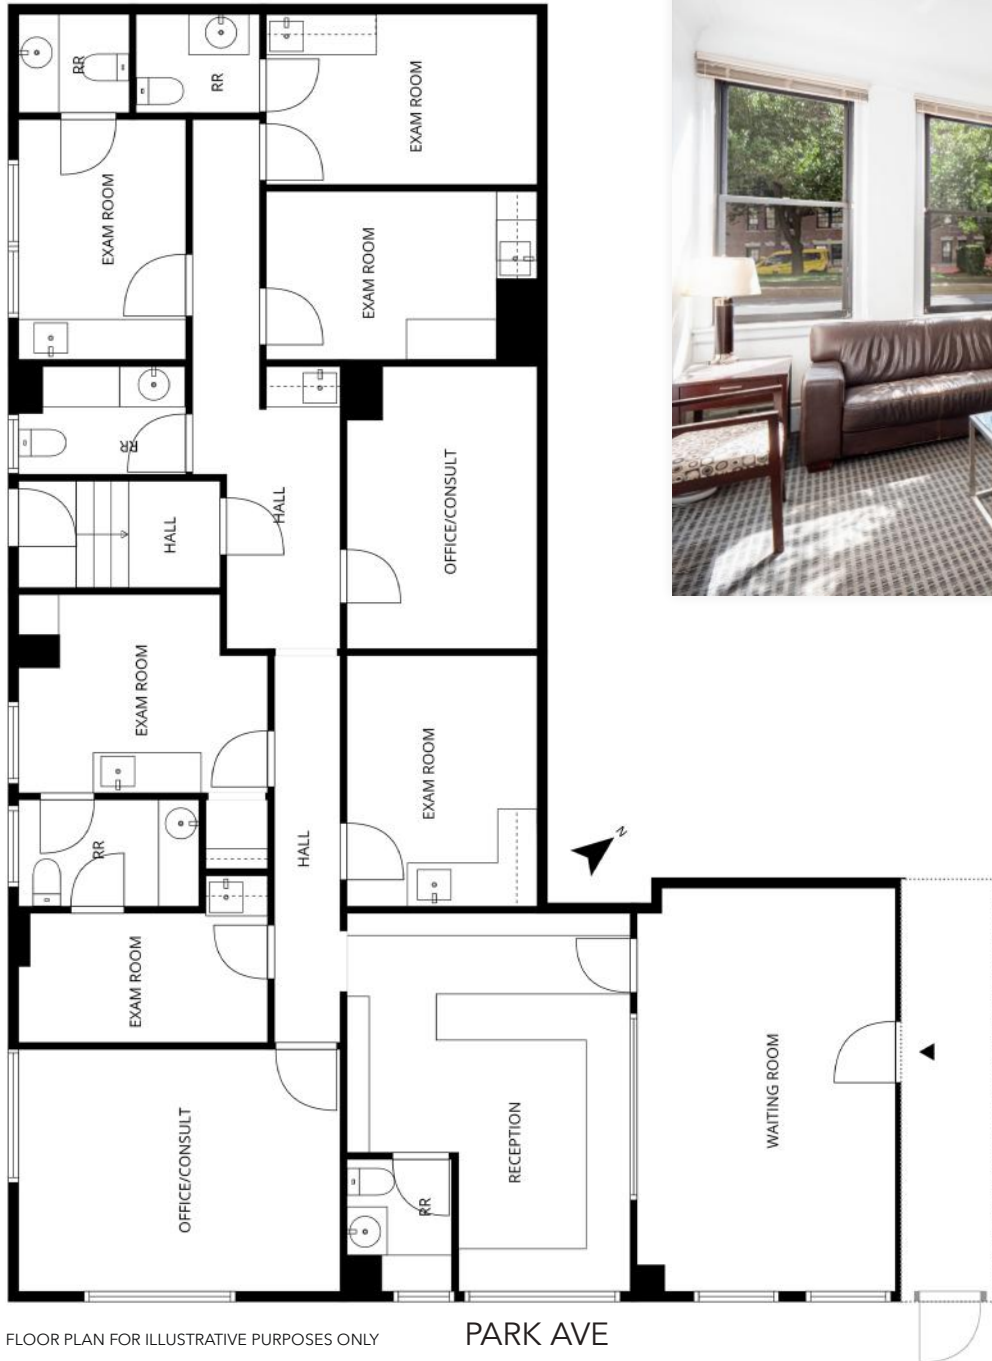 RR
RR
EXAM ROOM
EXAM ROOM
EXAM ROOM
RR
HALL
HALL
OFFICE/CONSULT
EXAM ROOM
EXAM ROOM
N
RR
HALL
EXAM ROOM
WAITING ROOM
RECEPTION
OFFICE/CONSULT
RR
FLOOR PLAN FOR ILLUSTRATIVE PURPOSES ONLY
PARK AVE